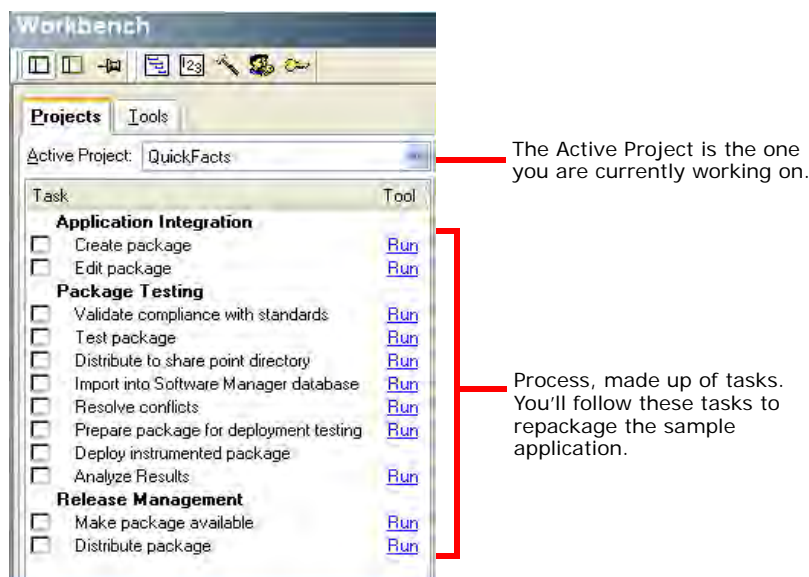 Workbench
123
Projects Tools
Active Project: QuickFacts
The Active Project is the one
you are currently working on.
Task Tool
Application Integration
Create package Run
Edit package Run
Package Testing
Validate compliance with standards Run
Test package Run
Distribute to share point directory Run
Import into Software Manager database Run
Resolve conflicts Run
Prepare package for deployment testing Run
Deploy instrumented package
Analyze Results Run
Release Management
Make package available Run
Distribute package Run
Process, made up of tasks.
You'll follow these tasks to
repackage the sample
application.